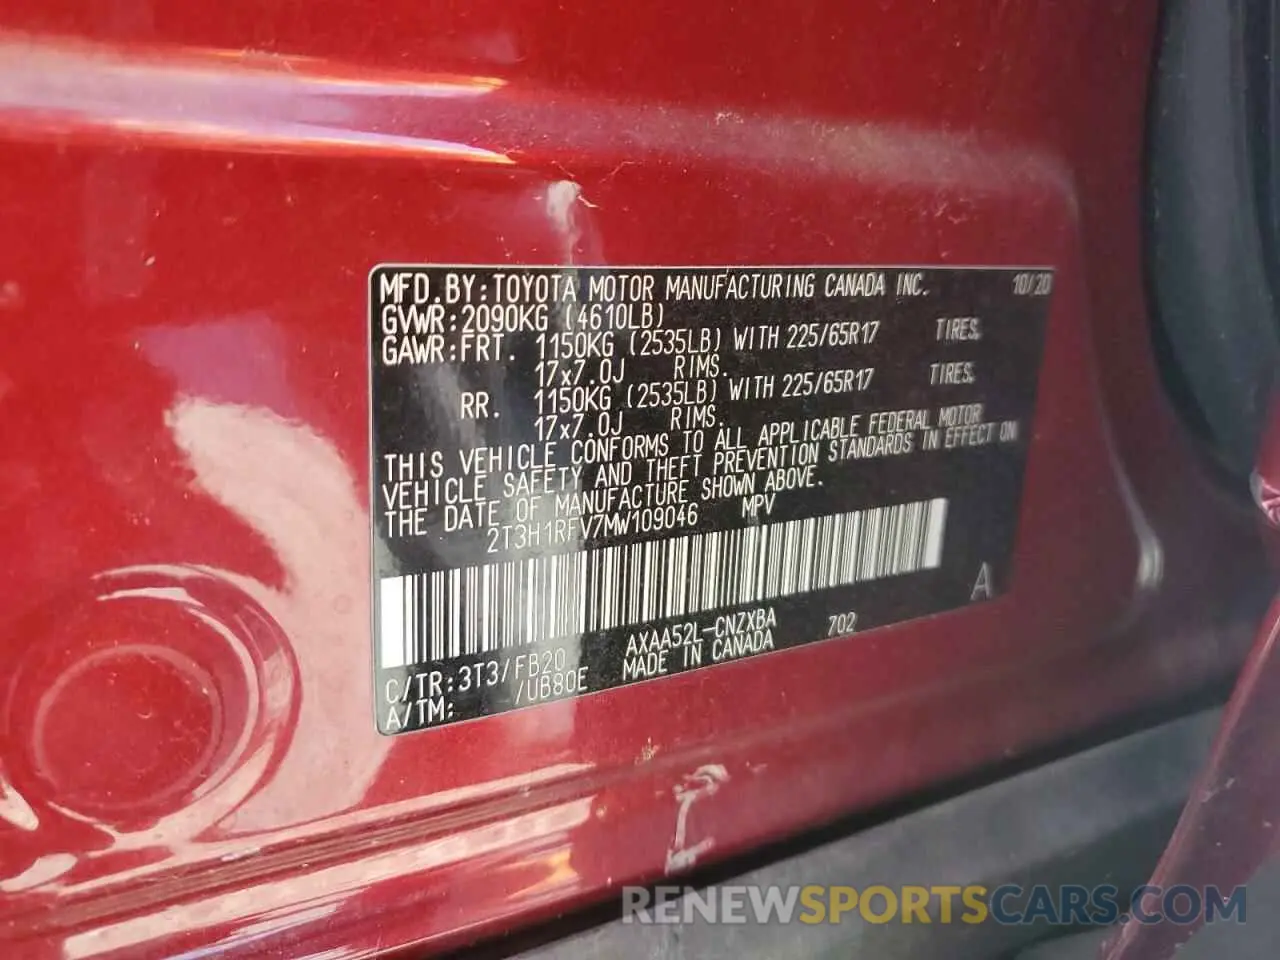 MFD.BY:TOYOTA MOTOR MANUFACTURING CANADA INC. 10/20
GVWR:2090KG (4610LB)
GAWR:FRT. 1150KG (2535LB) WITH 225/65R17 TIRES,
17x7.0J RIMS.
RR. 1150KG (2535LB) WITH 225/65R17 TIRES,
17x7.0J RIMS.
THIS VEHICLE CONFORMS TO ALL APPLICABLE FEDERAL MOTOR
VEHICLE SAFETY AND THEFT PREVENTION STANDARDS IN EFFECT ON
THE DATE OF MANUFACTURE SHOWN ABOVE.
2T3H1RFV7MW109046 MPV
A
C/TR:3T3/FB20 AXAA52L-CNZXBA 702
A/TM: /UB80E MADE IN CANADA
RENEWSPORTSCARS.COM